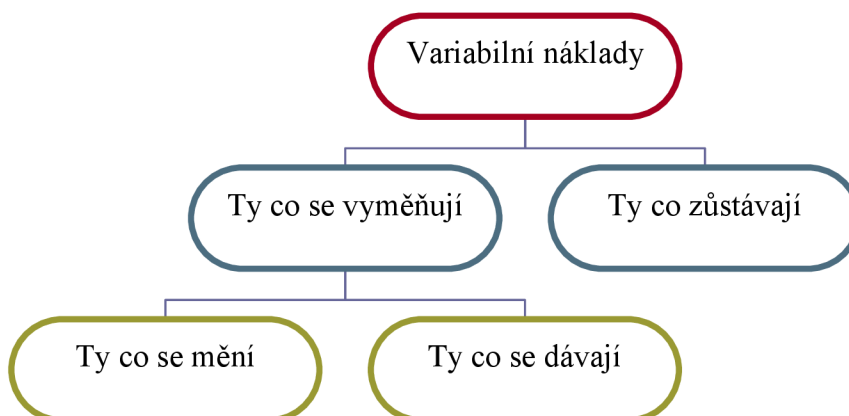 Variabilní náklady
Ty co se vyměňují
Ty co zůstávají
Ty co se mění
Ty co se dávají